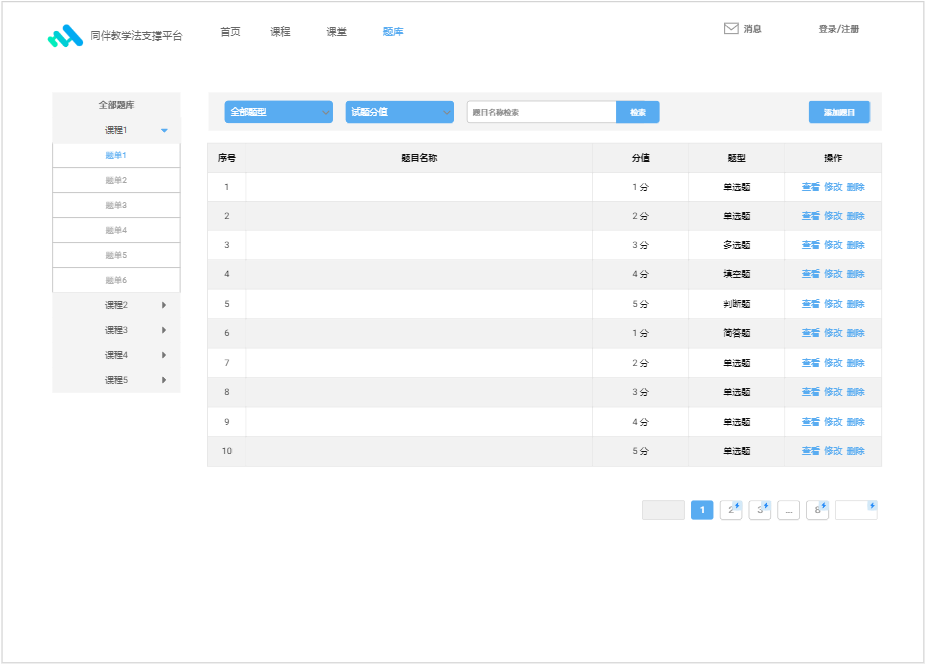 同伴教学法支撑平台 首页 课程 课堂 题库 消息 登录/注册
全部题库
课程1
题单1
题单2
题单3
题单4
题单5
题单6
课程2
课程3
课程4
课程5
全部题型 试题分值 题目名称检索 检索 添加题目
序号 题目名称 分值 题型 操作
1 1 分 单选题 查看 修改 删除
2 2 分 单选题 查看 修改 删除
3 3 分 多选题 查看 修改 删除
4 4 分 填空题 查看 修改 删除
5 5 分 判断题 查看 修改 删除
6 1 分 简答题 查看 修改 删除
7 2 分 单选题 查看 修改 删除
8 3 分 单选题 查看 修改 删除
9 4 分 单选题 查看 修改 删除
10 5 分 单选题 查看 修改 删除
1 2 3 ... 8